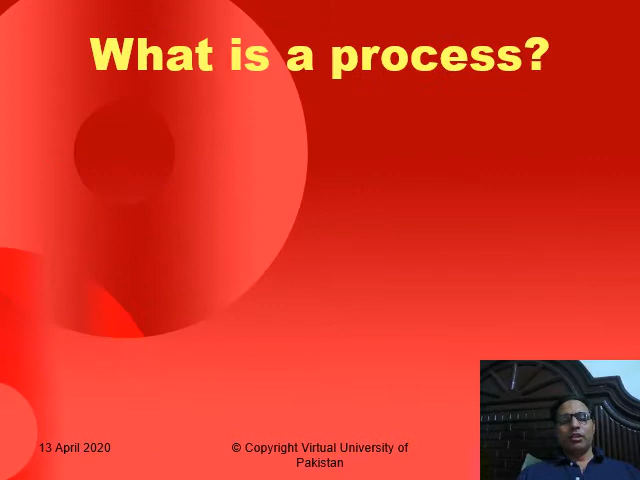 What is a process?
13 April 2020
© Copyright Virtual University of
Pakistan